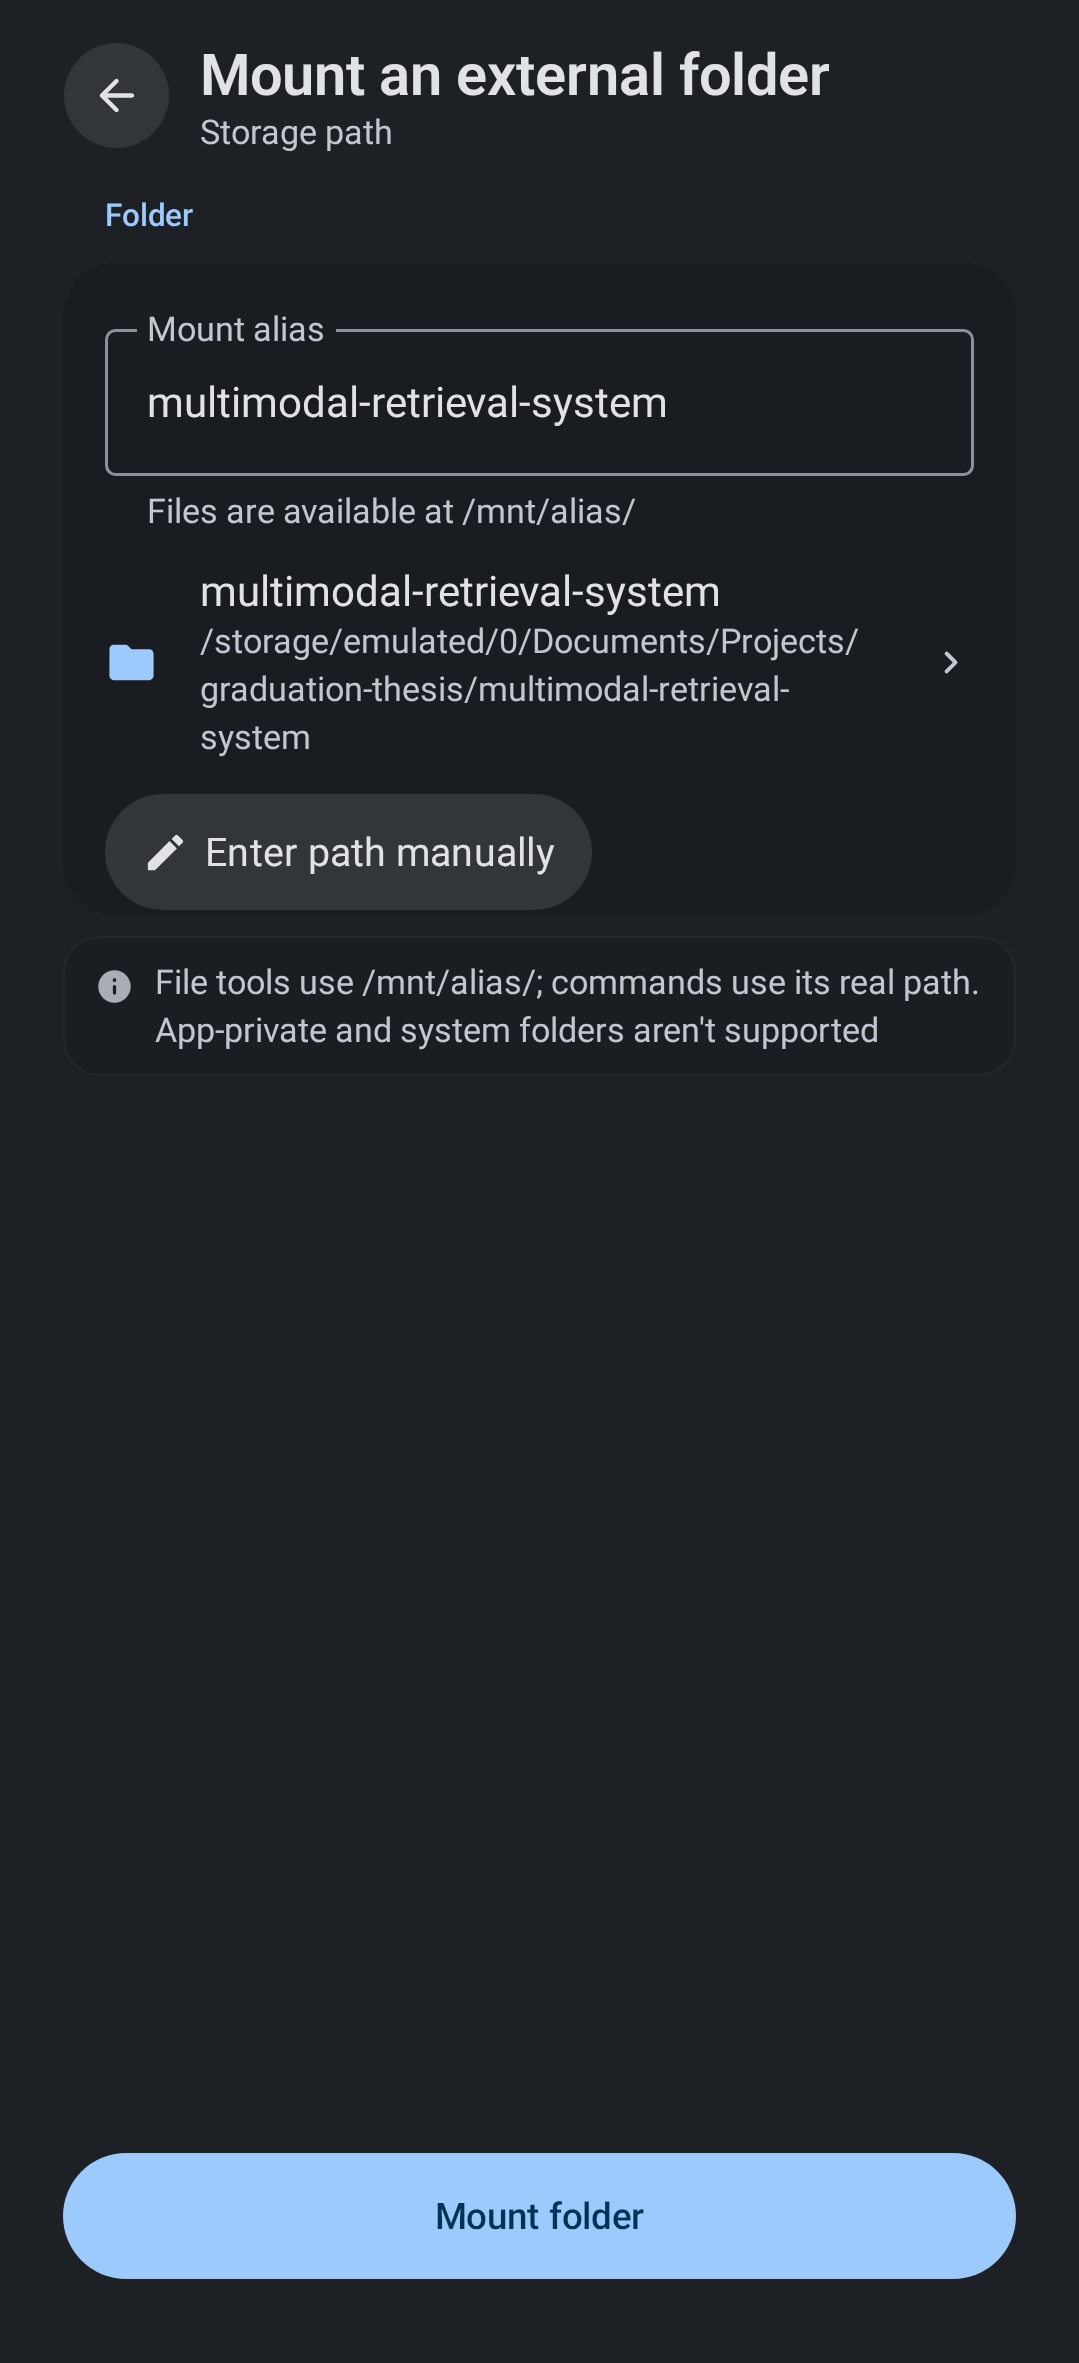 Mount an external folder
Storage path
Folder
Mount alias
multimodal-retrieval-system
Files are available at /mnt/alias/
multimodal-retrieval-system
/storage/emulated/0/Documents/Projects/
graduation-thesis/multimodal-retrieval-
system
Enter path manually
File tools use /mnt/alias/; commands use its real path.
App-private and system folders aren't supported
Mount folder